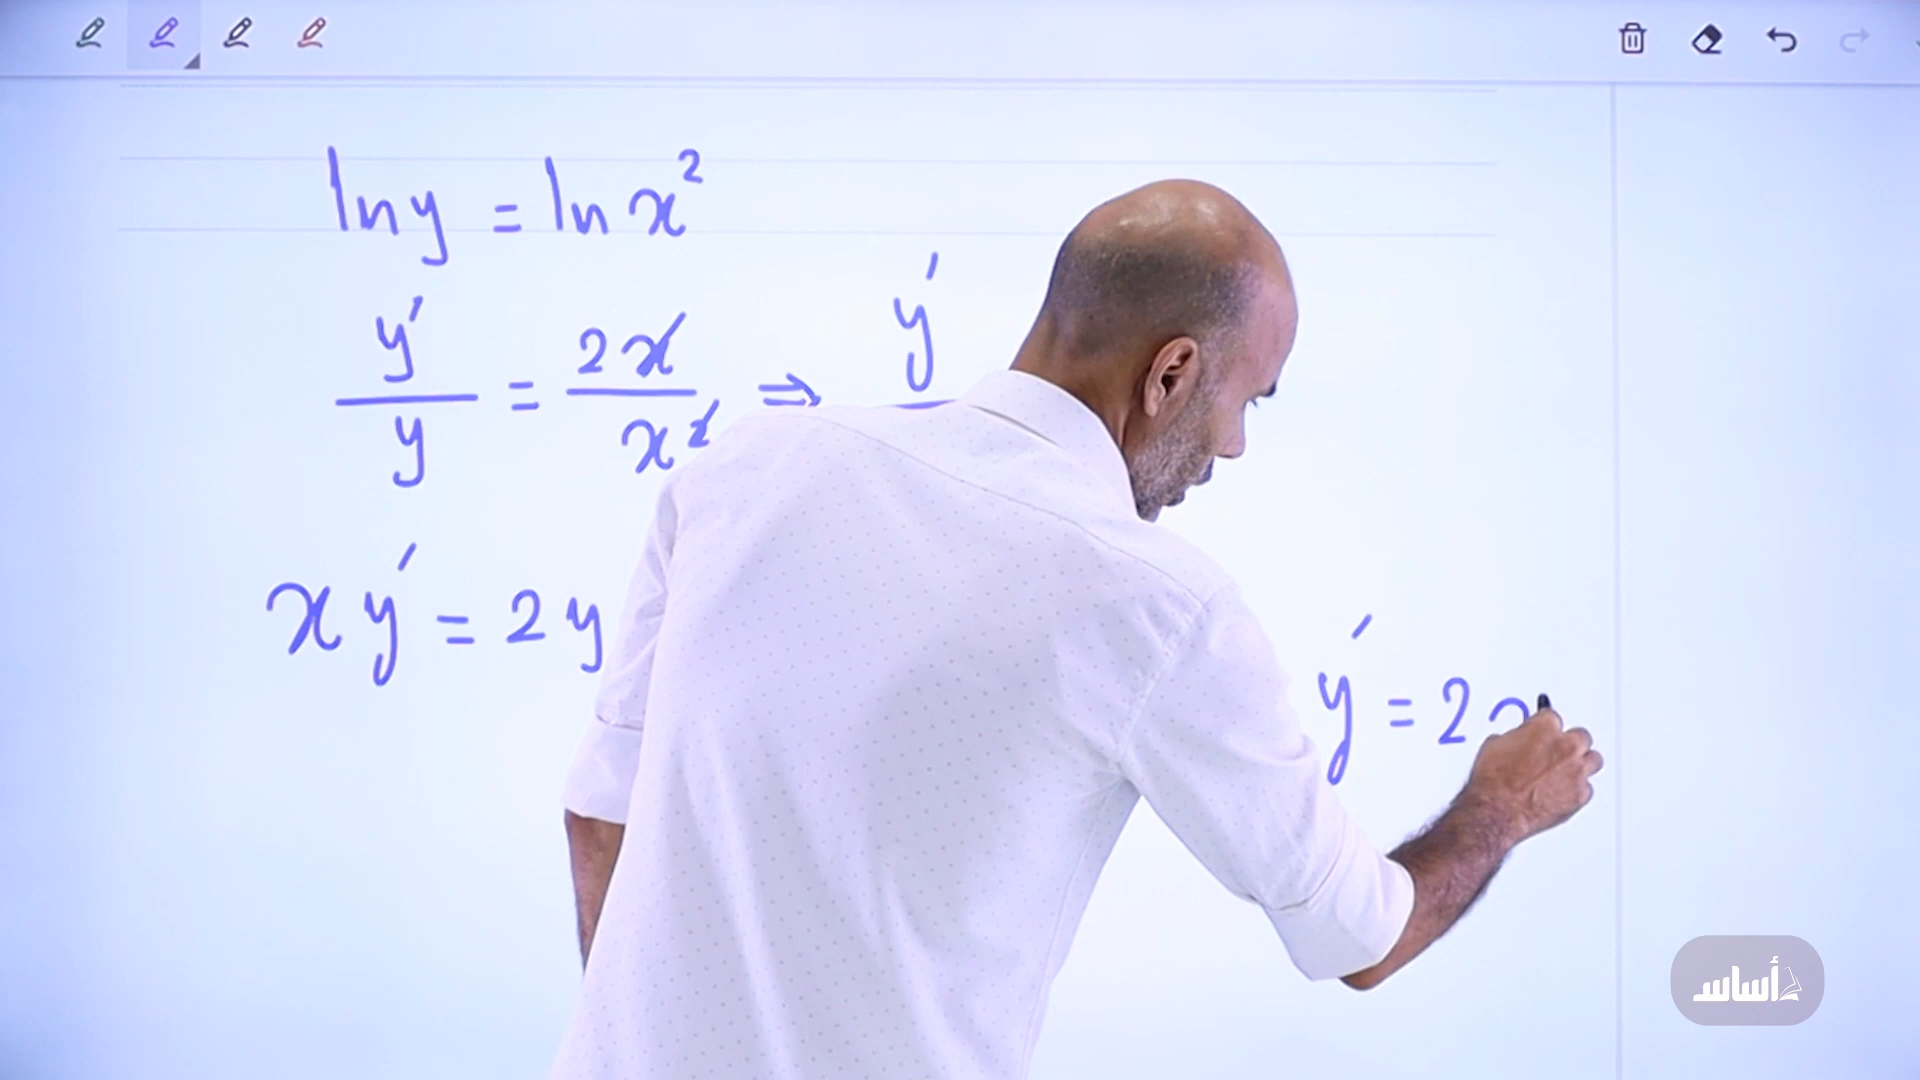 ln y = ln x²
y′/y = 2x/x² ⇒ y′
x y′ = 2 y
y′ = 2
أساس